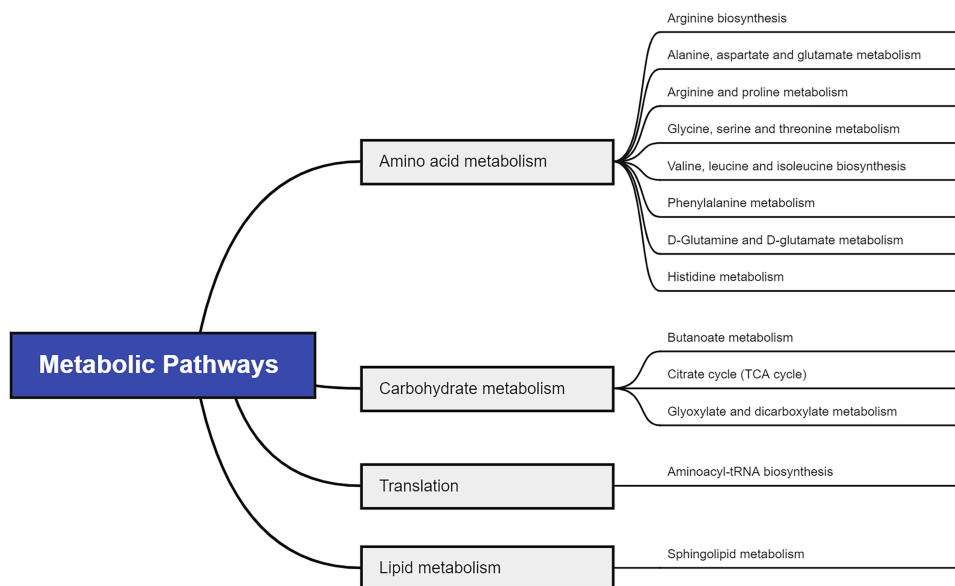 Metabolic Pathways
Amino acid metabolism
Arginine biosynthesis
Alanine, aspartate and glutamate metabolism
Arginine and proline metabolism
Glycine, serine and threonine metabolism
Valine, leucine and isoleucine biosynthesis
Phenylalanine metabolism
D-Glutamine and D-glutamate metabolism
Histidine metabolism
Carbohydrate metabolism
Butanoate metabolism
Citrate cycle (TCA cycle)
Glyoxylate and dicarboxylate metabolism
Translation
Aminoacyl-tRNA biosynthesis
Lipid metabolism
Sphingolipid metabolism